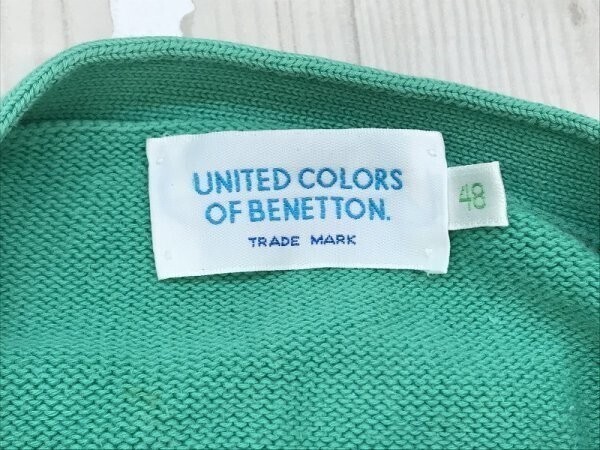 UNITED COLORS
OF BENETTON.
TRADE MARK
48